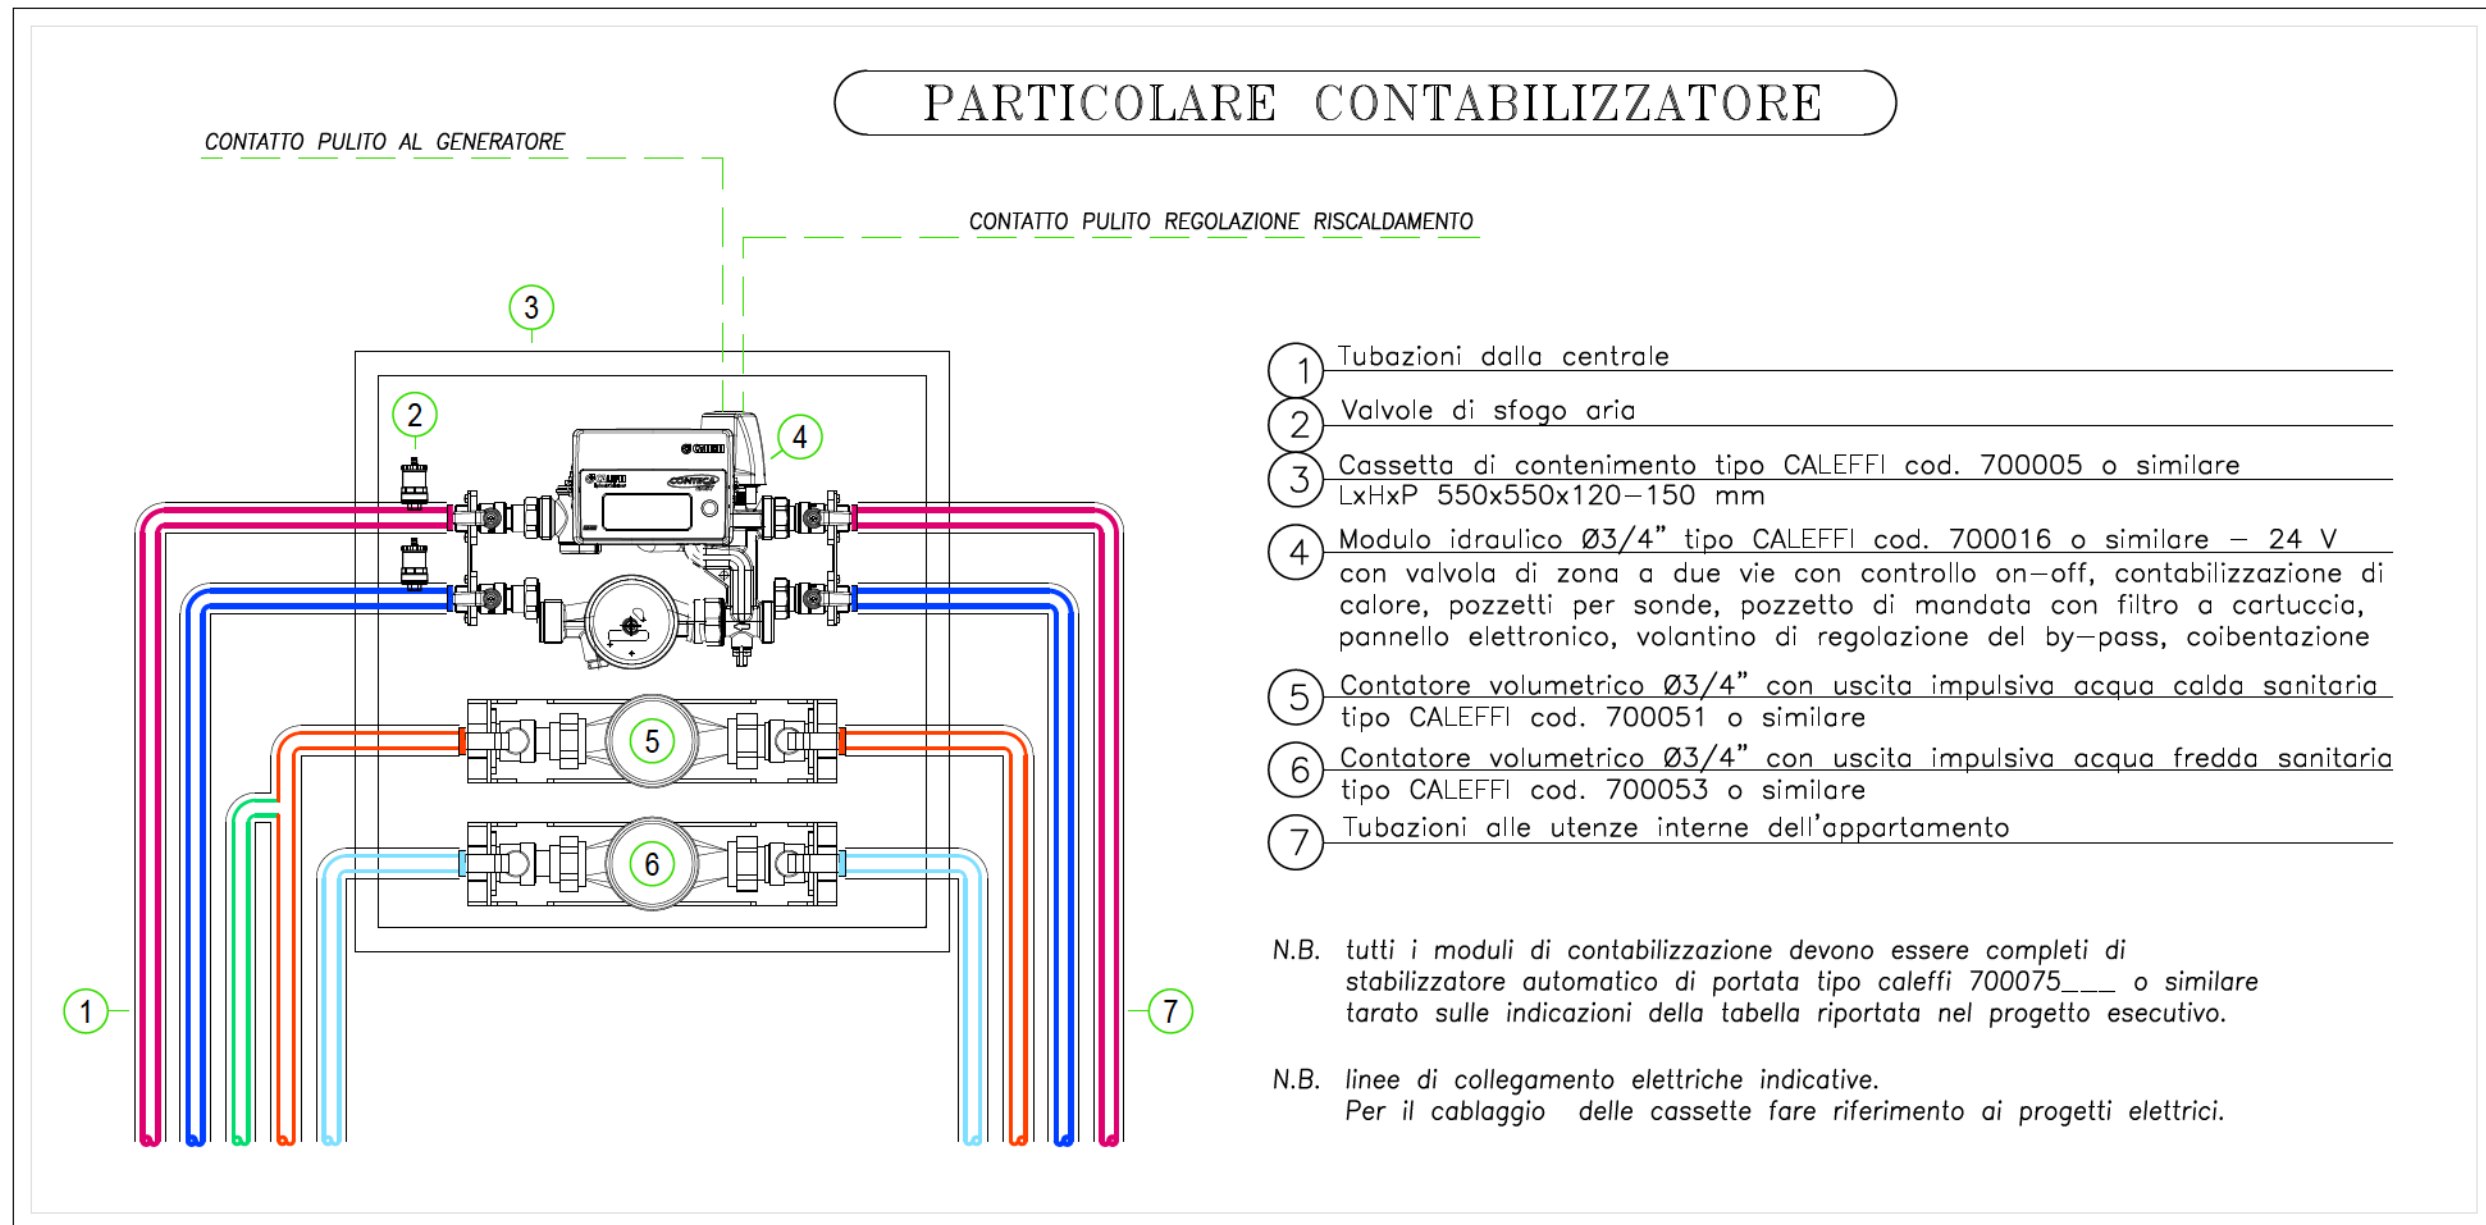 PARTICOLARE CONTABILIZZATORE
CONTATTO PULITO AL GENERATORE
CONTATTO PULITO REGOLAZIONE RISCALDAMENTO
3
2
4
CALEFFI
CALEFFI
CONTECA
5
6
1
7
1 Tubazioni dalla centrale
2 Valvole di sfogo aria
3 Cassetta di contenimento tipo CALEFFI cod. 700005 o similare
LxHxP 550x550x120-150 mm
4 Modulo idraulico Ø3/4" tipo CALEFFI cod. 700016 o similare - 24 V
con valvola di zona a due vie con controllo on-off, contabilizzazione di
calore, pozzetti per sonde, pozzetto di mandata con filtro a cartuccia,
pannello elettronico, volantino di regolazione del by-pass, coibentazione
5 Contatore volumetrico Ø3/4" con uscita impulsiva acqua calda sanitaria
tipo CALEFFI cod. 700051 o similare
6 Contatore volumetrico Ø3/4" con uscita impulsiva acqua fredda sanitaria
tipo CALEFFI cod. 700053 o similare
7 Tubazioni alle utenze interne dell'appartamento
N.B. tutti i moduli di contabilizzazione devono essere completi di
stabilizzatore automatico di portata tipo caleffi 700075___ o similare
tarato sulle indicazioni della tabella riportata nel progetto esecutivo.
N.B. linee di collegamento elettriche indicative.
Per il cablaggio delle cassette fare riferimento ai progetti elettrici.